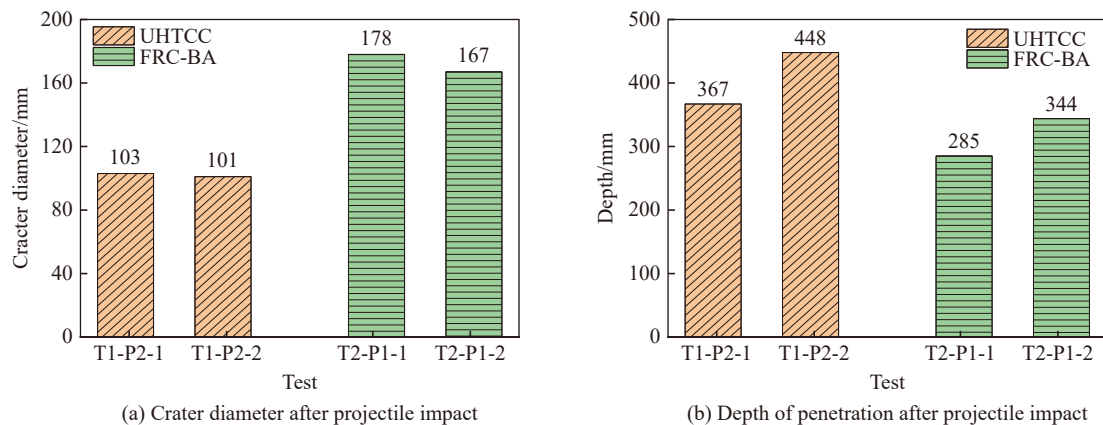 200
160
120
80
40
0
Cracter diameter/mm
UHTCC
FRC-BA
103
101
178
167
T1-P2-1
T1-P2-2
T2-P1-1
T2-P1-2
Test
(a) Crater diameter after projectile impact
500
400
300
200
100
0
Depth/mm
UHTCC
FRC-BA
367
448
285
344
T1-P2-1
T1-P2-2
T2-P1-1
T2-P1-2
Test
(b) Depth of penetration after projectile impact